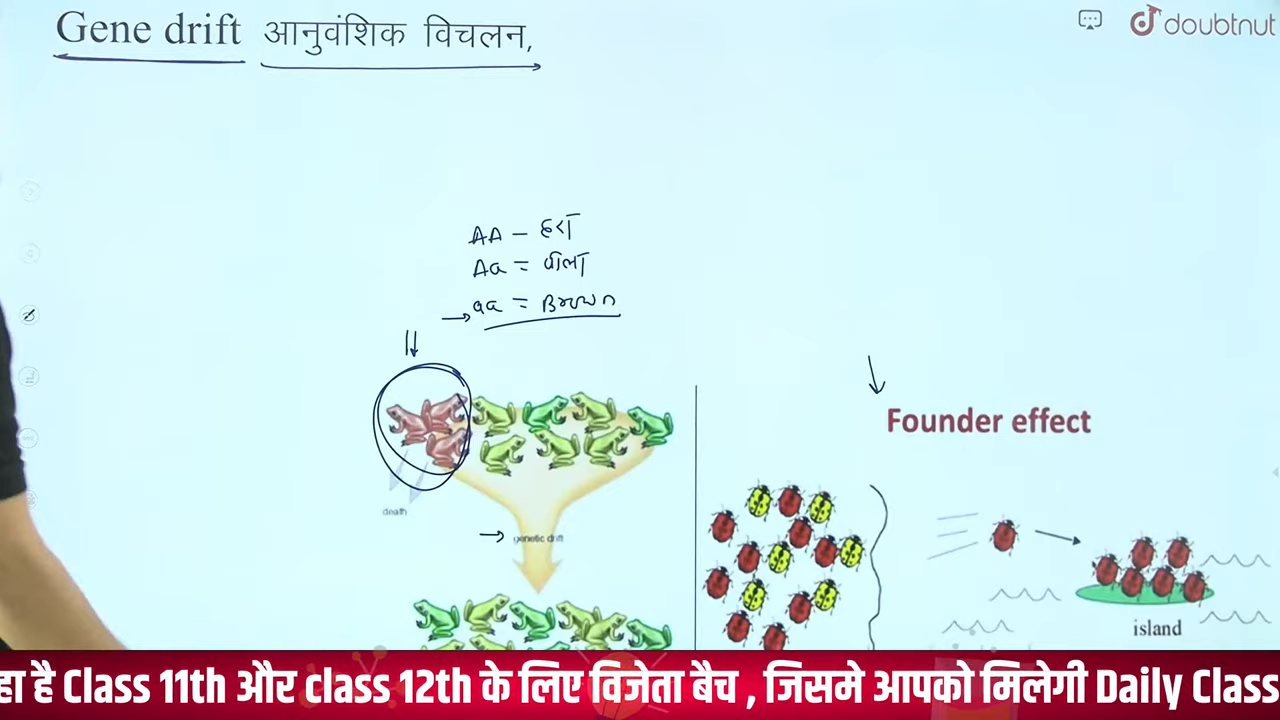 Gene drift आनुवंशिक विचलन,
doubtnut
AA – हरा
Aa = पीला
aa = Brown
Founder effect
death
genetic drift
island
हा है Class 11th और class 12th के लिए विजेता बैच , जिसमे आपको मिलेगी Daily Class